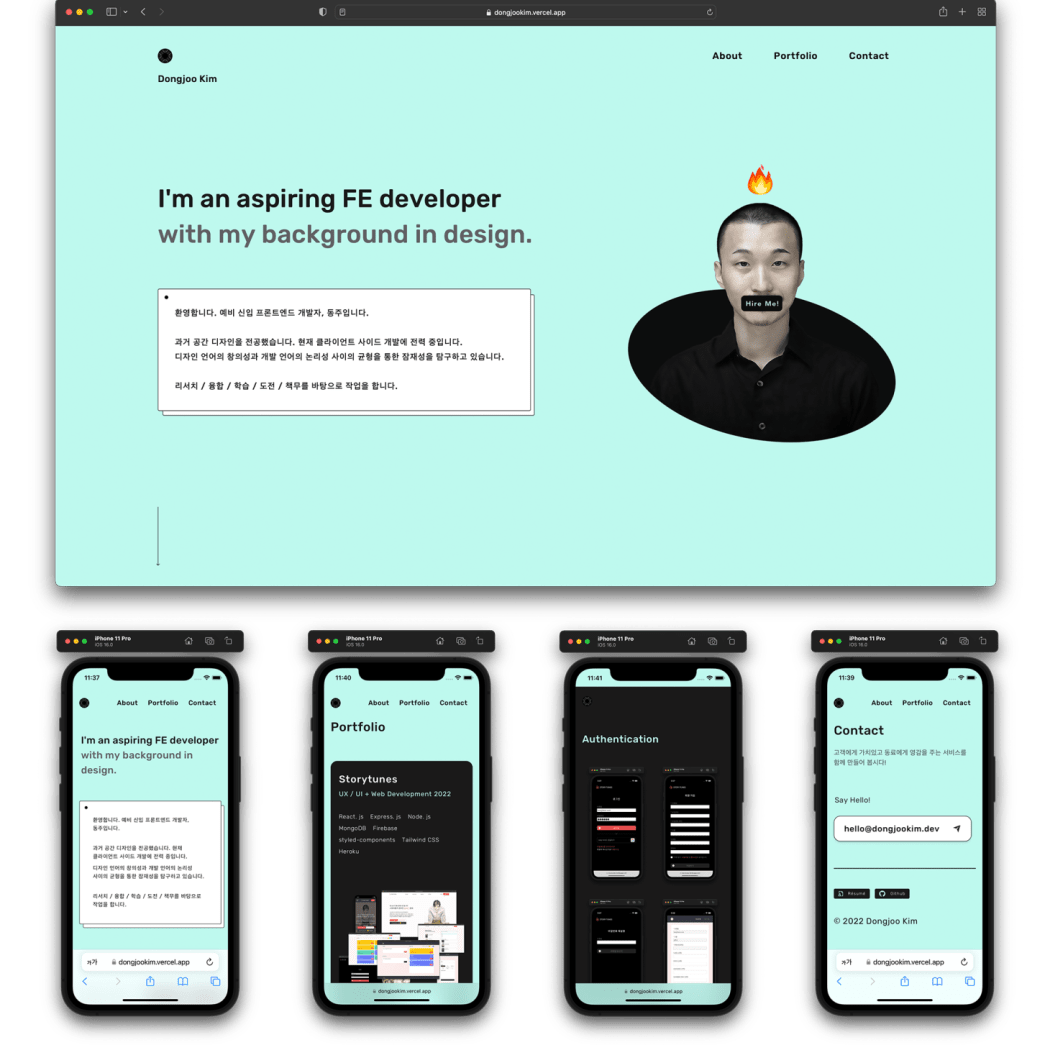 dongjookim.vercel.app
Dongjoo Kim
About Portfolio Contact
I'm an aspiring FE developer
with my background in design.
환영합니다. 예비 신입 프론트엔드 개발자, 동주입니다.
과거 공간 디자인을 전공했습니다. 현재 클라이언트 사이드 개발에 전력 중입니다.
디자인 언어의 창의성과 개발 언어의 논리성 사이의 균형을 통한 잠재성을 탐구하고 있습니다.
리서치 / 융합 / 학습 / 도전 / 책무를 바탕으로 작업을 합니다.
Hire Me!
iPhone 11 Pro
iOS 16.0
11:37
About Portfolio Contact
I'm an aspiring FE developer
with my background in
design.
환영합니다. 예비 신입 프론트엔드 개발자,
동주입니다.
과거 공간 디자인을 전공했습니다. 현재
클라이언트 사이드 개발에 전력 중입니다.
디자인 언어의 창의성과 개발 언어의 논리성
사이의 균형을 통한 잠재성을 탐구하고 있습니다.
리서치 / 융합 / 학습 / 도전 / 책무를 바탕으로
작업을 합니다.
가가 dongjookim.vercel.app
iPhone 11 Pro
iOS 16.0
11:40
About Portfolio Contact
Portfolio
Storytunes
UX / UI + Web Development 2022
React. js Express. js Node. js
MongoDB Firebase
styled-components Tailwind CSS
Heroku
dongjookim.vercel.app
iPhone 11 Pro
iOS 16.0
11:41
Authentication
dongjookim.vercel.app
iPhone 11 Pro
iOS 16.0
11:39
About Portfolio Contact
Contact
고객에게 가치있고 동료에게 영감을 주는 서비스를
함께 만들어 봅시다!
Say Hello!
hello@dongjookim.dev
Résumé GitHub
© 2022 Dongjoo Kim
가가 dongjookim.vercel.app